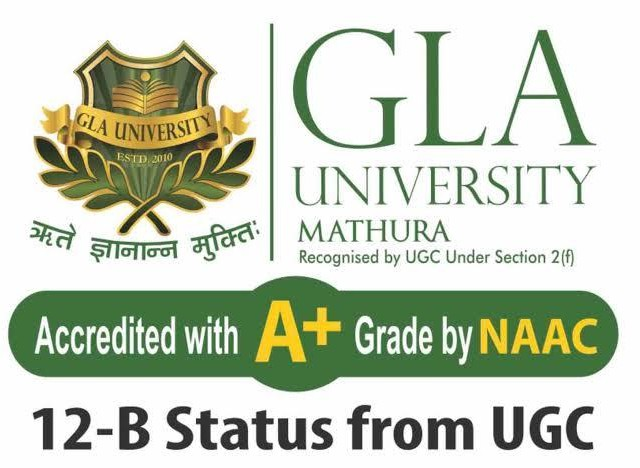 GLA UNIVERSITY
ESTD. 2010
ऋते ज्ञानान्न मुक्तिः
GLA
UNIVERSITY
MATHURA
Recognised by UGC Under Section 2(f)
Accredited with A+ Grade by NAAC
12-B Status from UGC